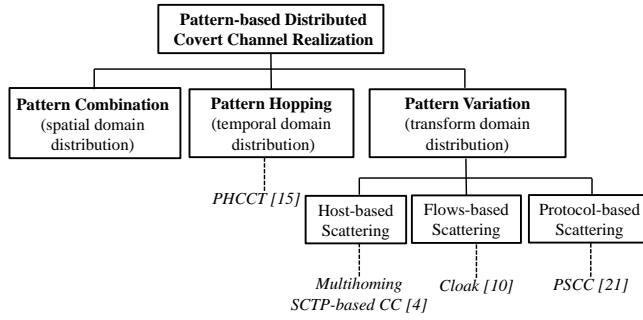 Pattern-based Distributed
Covert Channel Realization
Pattern Combination
(spatial domain
distribution)
Pattern Hopping
(temporal domain
distribution)
Pattern Variation
(transform domain
distribution)
PHCCT [15]
Host-based
Scattering
Flows-based
Scattering
Protocol-based
Scattering
Multihoming
SCTP-based CC [4]
Cloak [10]
PSCC [21]